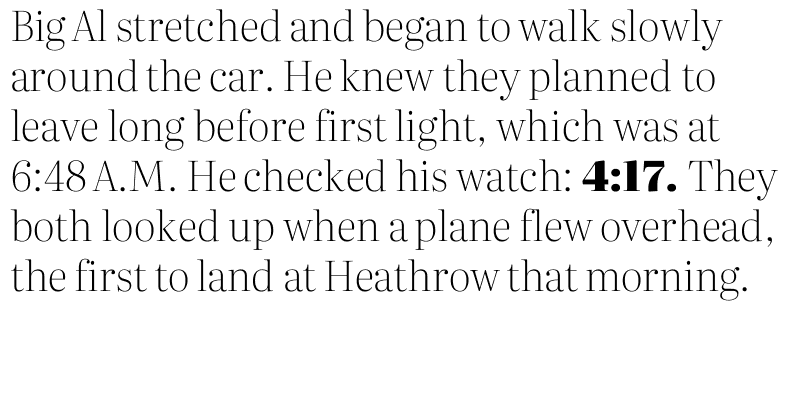 Big Al stretched and began to walk slowly
around the car. He knew they planned to
leave long before first light, which was at
6:48 A.M. He checked his watch: 4:17. They
both looked up when a plane flew overhead,
the first to land at Heathrow that morning.